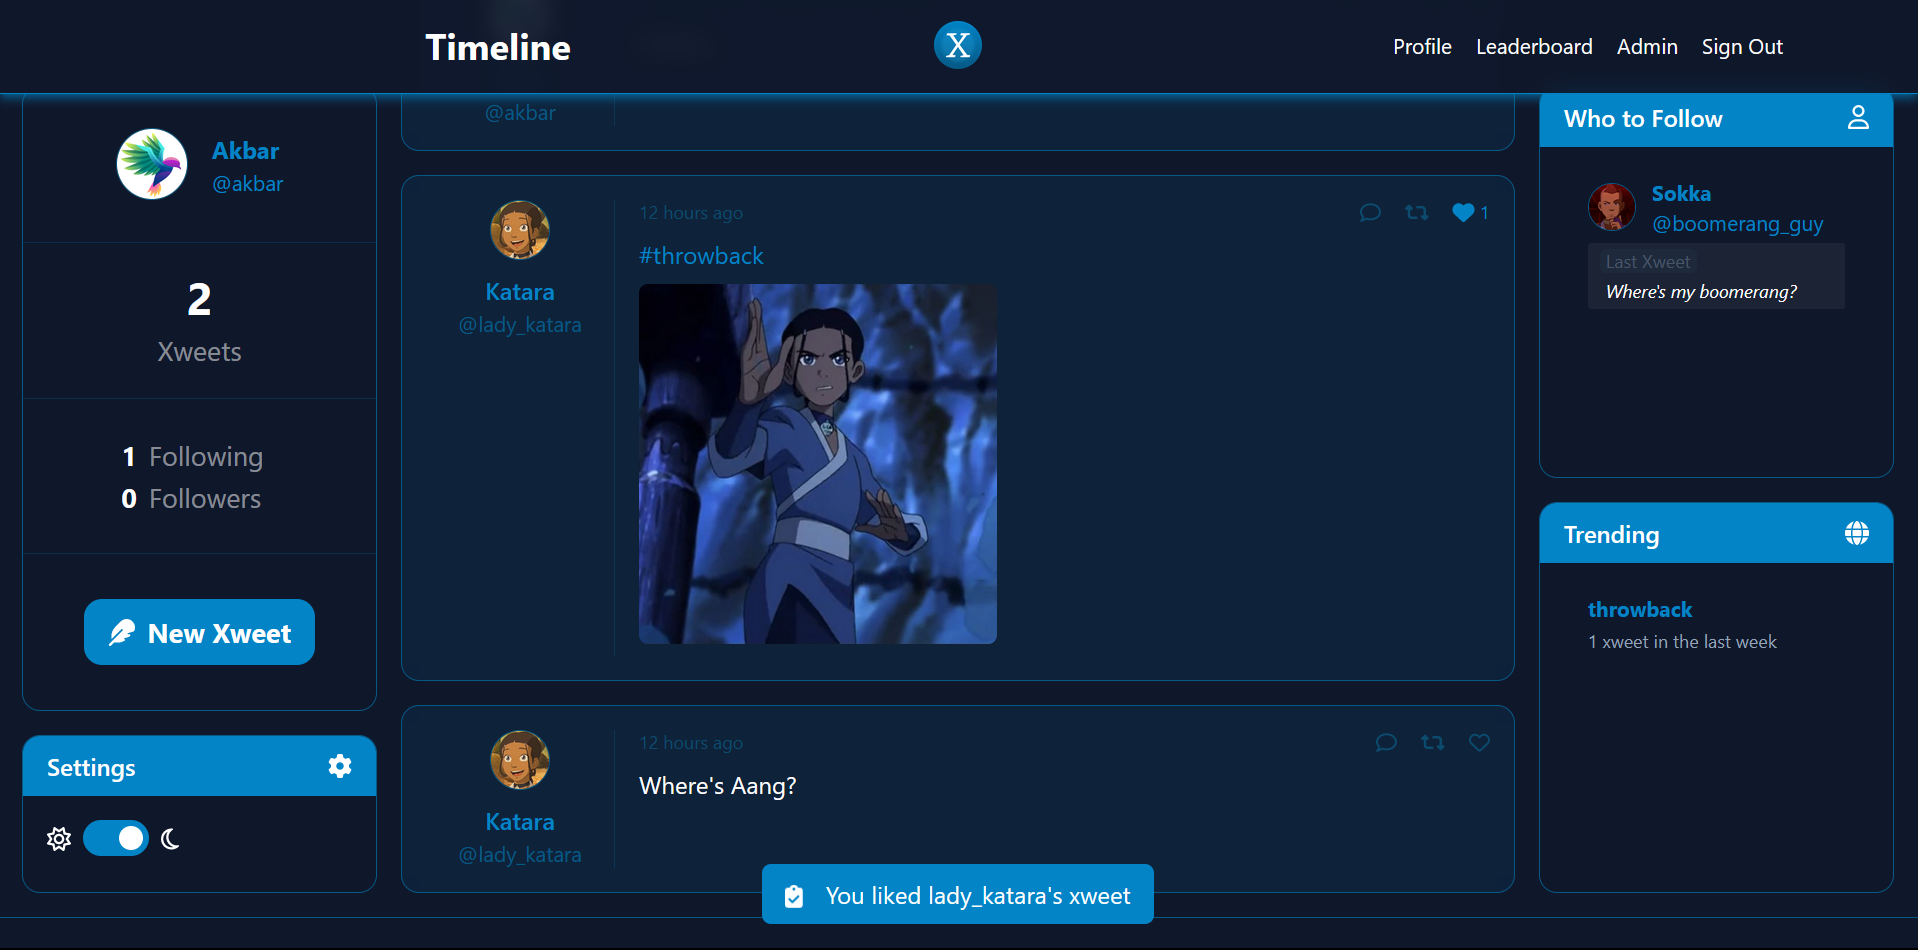 Timeline
X
Profile Leaderboard Admin Sign Out
Akbar
@akbar
2
Xweets
1 Following
0 Followers
New Xweet
Settings
@akbar
12 hours ago
1
#throwback
Katara
@lady_katara
12 hours ago
Where's Aang?
Katara
@lady_katara
You liked lady_katara's xweet
Who to Follow
Sokka
@boomerang_guy
Last Xweet
Where's my boomerang?
Trending
throwback
1 xweet in the last week